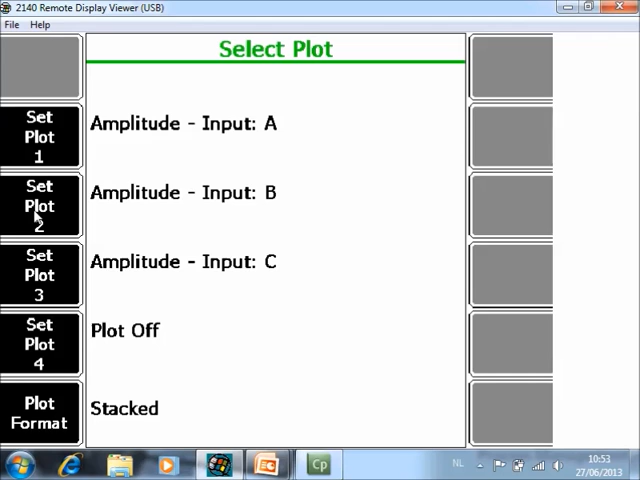 2140 Remote Display Viewer (USB)
File Help
Select Plot
Set
Plot
1
Amplitude - Input: A
Set
Plot
2
Amplitude - Input: B
Set
Plot
3
Amplitude - Input: C
Set
Plot
4
Plot Off
Plot
Format
Stacked
Cp
NL
10:53
27/06/2013